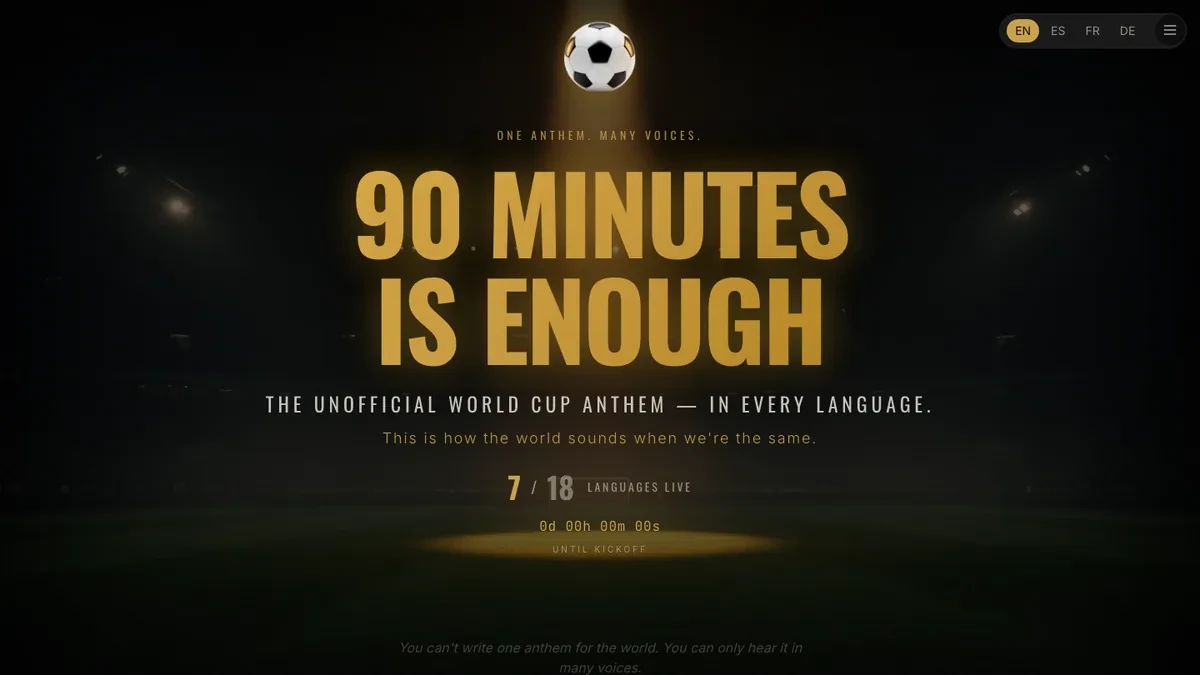 EN ES FR DE
ONE ANTHEM. MANY VOICES.
90 MINUTES
IS ENOUGH
THE UNOFFICIAL WORLD CUP ANTHEM — IN EVERY LANGUAGE.
This is how the world sounds when we're the same.
7 / 18 LANGUAGES LIVE
0d 00h 00m 00s
UNTIL KICKOFF
You can't write one anthem for the world. You can only hear it in
many voices.